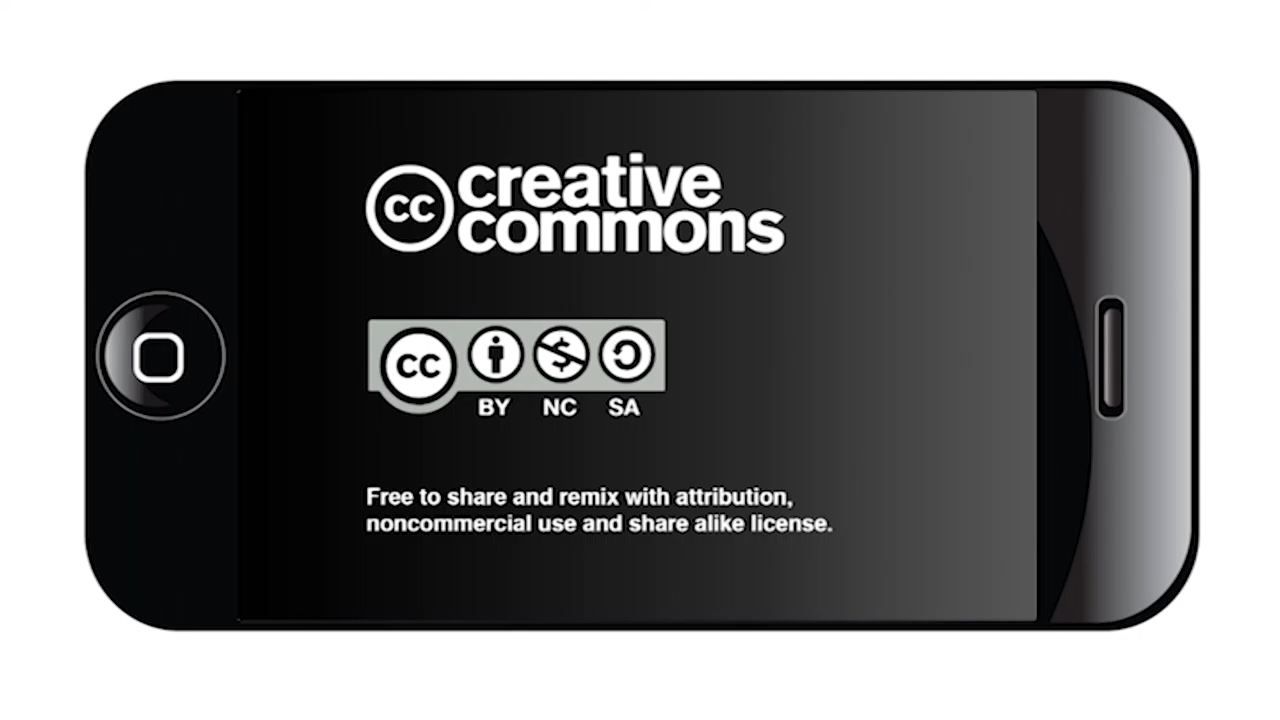 cc creative
commons
cc
BY NC SA
Free to share and remix with attribution,
noncommercial use and share alike license.